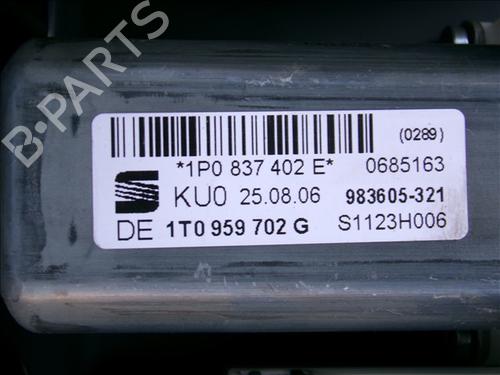 B-PARTS
(0289)
*1P0 837 402 E* 0685163
KU0 25.08.06 983605-321
DE 1T0 959 702 G S1123H006